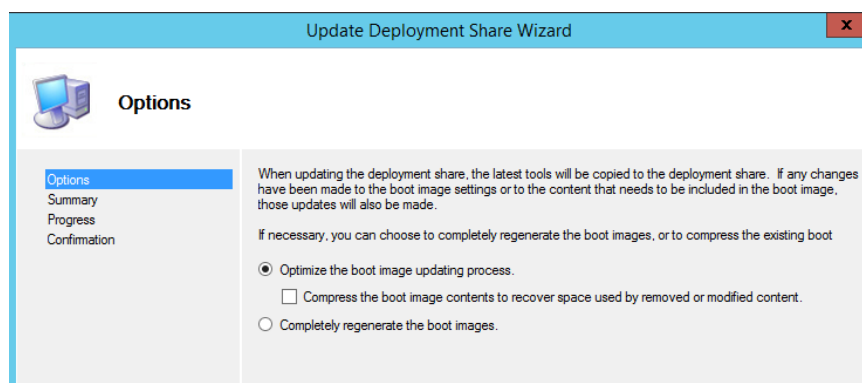 Update Deployment Share Wizard
x
Options
Options
Summary
Progress
Confirmation
When updating the deployment share, the latest tools will be copied to the deployment share. If any changes
have been made to the boot image settings or to the content that needs to be included in the boot image,
those updates will also be made.
If necessary, you can choose to completely regenerate the boot images, or to compress the existing boot
Optimize the boot image updating process.
Compress the boot image contents to recover space used by removed or modified content.
Completely regenerate the boot images.